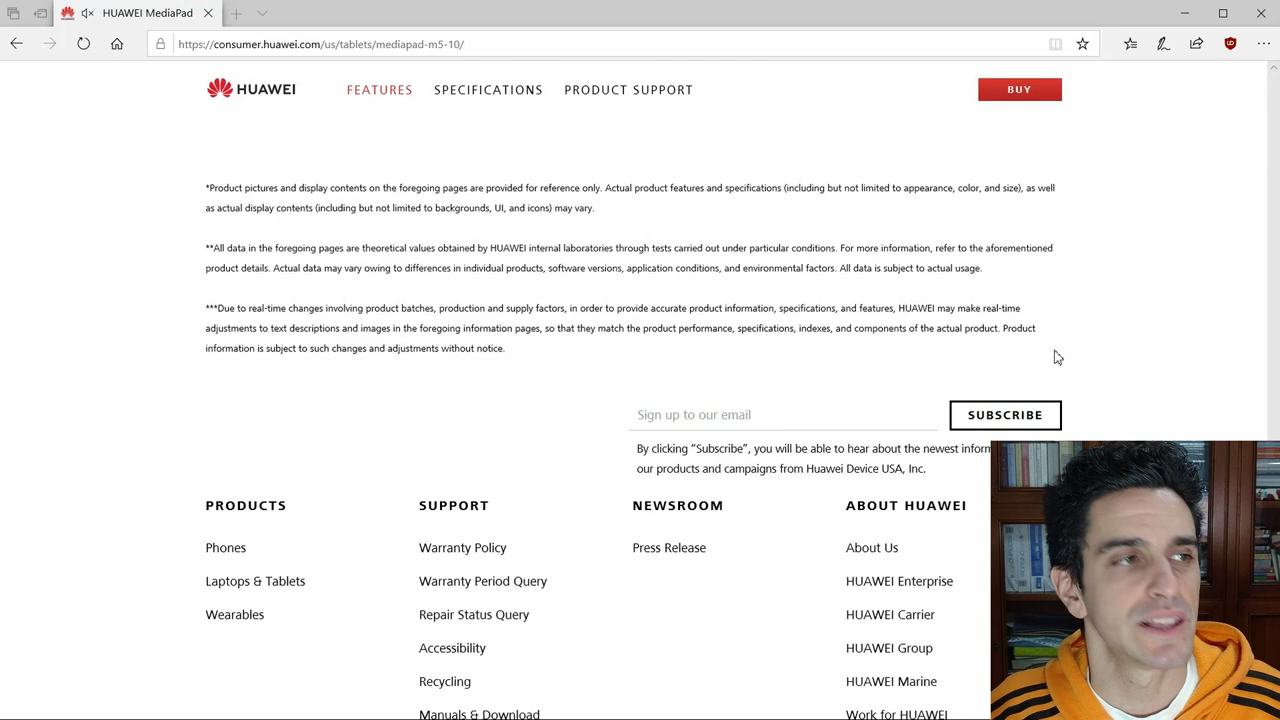 HUAWEI MediaPad
https://consumer.huawei.com/us/tablets/mediapad-m5-10/
HUAWEI
FEATURES
SPECIFICATIONS
PRODUCT SUPPORT
BUY
*Product pictures and display contents on the foregoing pages are provided for reference only. Actual product features and specifications (including but not limited to appearance, color, and size), as well
as actual display contents (including but not limited to backgrounds, UI, and icons) may vary.
**All data in the foregoing pages are theoretical values obtained by HUAWEI internal laboratories through tests carried out under particular conditions. For more information, refer to the aforementioned
product details. Actual data may vary owing to differences in individual products, software versions, application conditions, and environmental factors. All data is subject to actual usage.
***Due to real-time changes involving product batches, production and supply factors, in order to provide accurate product information, specifications, and features, HUAWEI may make real-time
adjustments to text descriptions and images in the foregoing information pages, so that they match the product performance, specifications, indexes, and components of the actual product. Product
information is subject to such changes and adjustments without notice.
Sign up to our email
SUBSCRIBE
By clicking “Subscribe”, you will be able to hear about the newest
our products and campaigns from Huawei Device USA, Inc.
PRODUCTS
Phones
Laptops & Tablets
Wearables
SUPPORT
Warranty Policy
Warranty Period Query
Repair Status Query
Accessibility
Recycling
Manuals & Download
NEWSROOM
Press Release
ABOUT HUAWEI
About Us
HUAWEI Enterprise
HUAWEI Carrier
HUAWEI Group
HUAWEI Marine
Work for HUAWEI